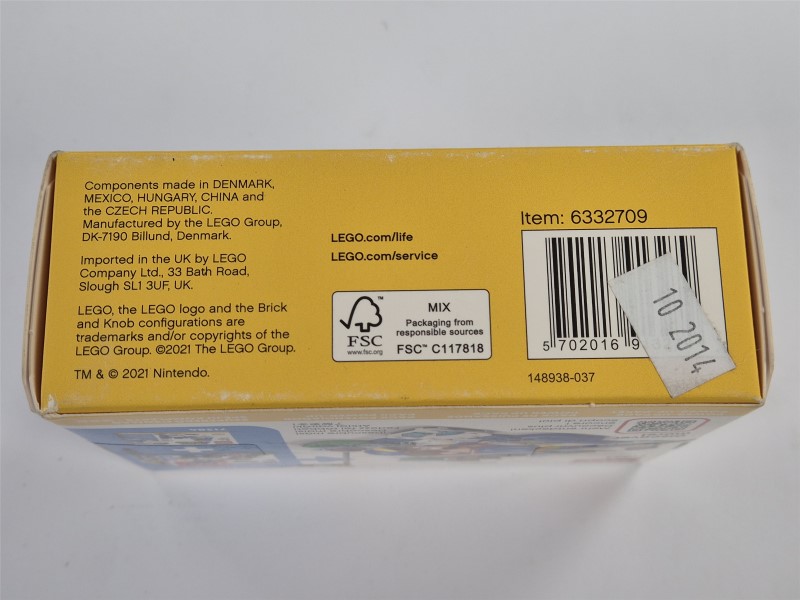 Components made in DENMARK,
MEXICO, HUNGARY, CHINA and
the CZECH REPUBLIC.
Manufactured by the LEGO Group,
DK-7190 Billund, Denmark.
Imported in the UK by LEGO
Company Ltd., 33 Bath Road,
Slough SL1 3UF, UK.
LEGO, the LEGO logo and the Brick
and Knob configurations are
trademarks and/or copyrights of the
LEGO Group. ©2021 The LEGO Group.
TM & © 2021 Nintendo.
LEGO.com/life
LEGO.com/service
FSC
www.fsc.org
MIX
Packaging from
responsible sources
FSC™ C117818
Item: 6332709
5 702016 9
10 2014
148938-037